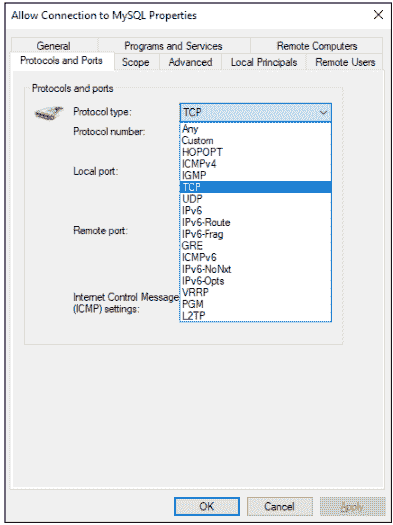 Allow Connection to MySQL Properties
General Programs and Services Remote Computers
Protocols and Ports Scope Advanced Local Principals Remote Users
Protocols and ports
Protocol type: TCP
Protocol number:
Local port:
Remote port:
Internet Control Message
(ICMP) settings:
Any
Custom
HOPOPT
ICMPv4
IGMP
TCP
UDP
IPv6
IPv6-Route
IPv6-Frag
GRE
ICMPv6
IPv6-NoNxt
IPv6-Opts
VRRP
PGM
L2TP
OK Cancel Apply